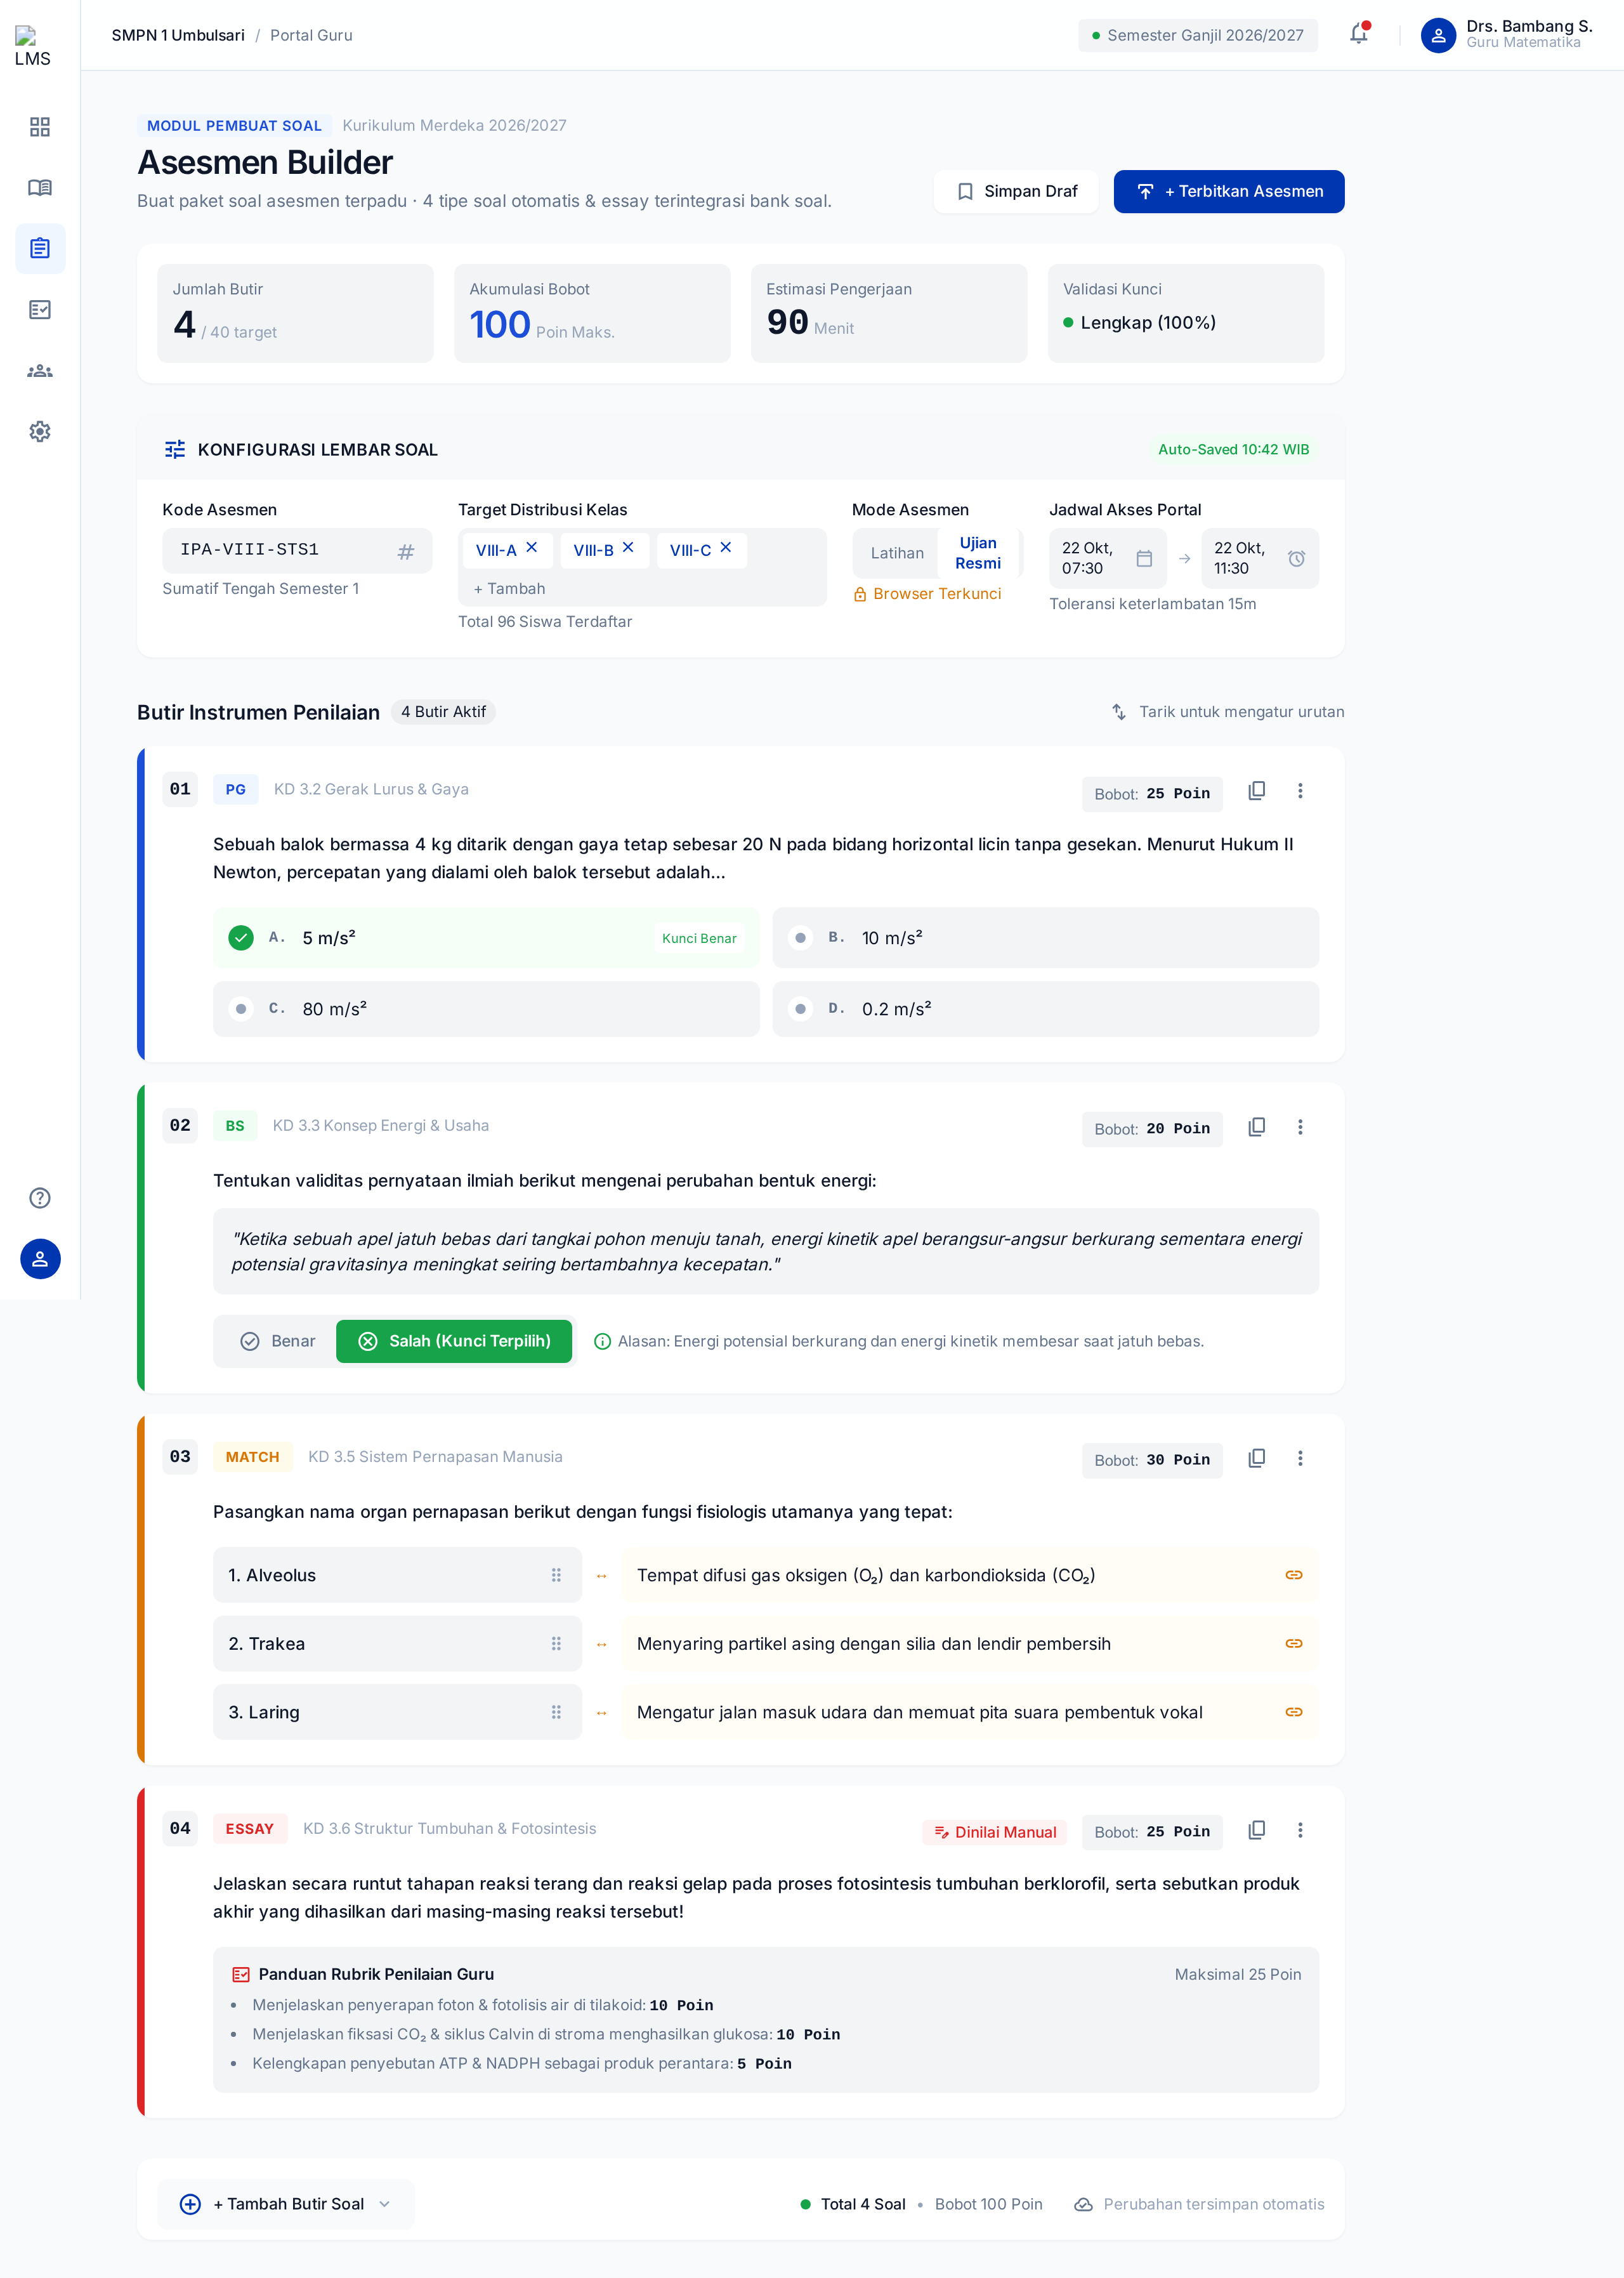 LMS
SMPN 1 Umbulsari / Portal Guru
Semester Ganjil 2026/2027
Drs. Bambang S.
Guru Matematika
MODUL PEMBUAT SOAL
Kurikulum Merdeka 2026/2027
Asesmen Builder
Buat paket soal asesmen terpadu · 4 tipe soal otomatis & essay terintegrasi bank soal.
Simpan Draf
+ Terbitkan Asesmen
Jumlah Butir
4 / 40 target
Akumulasi Bobot
100 Poin Maks.
Estimasi Pengerjaan
90 Menit
Validasi Kunci
Lengkap (100%)
KONFIGURASI LEMBAR SOAL
Auto-Saved 10:42 WIB
Kode Asesmen
IPA-VIII-STS1
Sumatif Tengah Semester 1
Target Distribusi Kelas
VIII-A
VIII-B
VIII-C
+ Tambah
Total 96 Siswa Terdaftar
Mode Asesmen
Latihan
Ujian
Resmi
Browser Terkunci
Jadwal Akses Portal
22 Okt,
07:30
→
22 Okt,
11:30
Toleransi keterlambatan 15m
Butir Instrumen Penilaian
4 Butir Aktif
Tarik untuk mengatur urutan
01 PG KD 3.2 Gerak Lurus & Gaya
Bobot: 25 Poin
Sebuah balok bermassa 4 kg ditarik dengan gaya tetap sebesar 20 N pada bidang horizontal licin tanpa gesekan. Menurut Hukum II
Newton, percepatan yang dialami oleh balok tersebut adalah...
A. 5 m/s²
Kunci Benar
B. 10 m/s²
C. 80 m/s²
D. 0.2 m/s²
02 BS KD 3.3 Konsep Energi & Usaha
Bobot: 20 Poin
Tentukan validitas pernyataan ilmiah berikut mengenai perubahan bentuk energi:
"Ketika sebuah apel jatuh bebas dari tangkai pohon menuju tanah, energi kinetik apel berangsur-angsur berkurang sementara energi
potensial gravitasinya meningkat seiring bertambahnya kecepatan."
Benar
Salah (Kunci Terpilih)
Alasan: Energi potensial berkurang dan energi kinetik membesar saat jatuh bebas.
03 MATCH KD 3.5 Sistem Pernapasan Manusia
Bobot: 30 Poin
Pasangkan nama organ pernapasan berikut dengan fungsi fisiologis utamanya yang tepat:
1. Alveolus ↔ Tempat difusi gas oksigen (O₂) dan karbondioksida (CO₂)
2. Trakea ↔ Menyaring partikel asing dengan silia dan lendir pembersih
3. Laring ↔ Mengatur jalan masuk udara dan memuat pita suara pembentuk vokal
04 ESSAY KD 3.6 Struktur Tumbuhan & Fotosintesis
Dinilai Manual
Bobot: 25 Poin
Jelaskan secara runtut tahapan reaksi terang dan reaksi gelap pada proses fotosintesis tumbuhan berklorofil, serta sebutkan produk
akhir yang dihasilkan dari masing-masing reaksi tersebut!
Panduan Rubrik Penilaian Guru
Maksimal 25 Poin
• Menjelaskan penyerapan foton & fotolisis air di tilakoid: 10 Poin
• Menjelaskan fiksasi CO₂ & siklus Calvin di stroma menghasilkan glukosa: 10 Poin
• Kelengkapan penyebutan ATP & NADPH sebagai produk perantara: 5 Poin
+ Tambah Butir Soal
Total 4 Soal • Bobot 100 Poin
Perubahan tersimpan otomatis